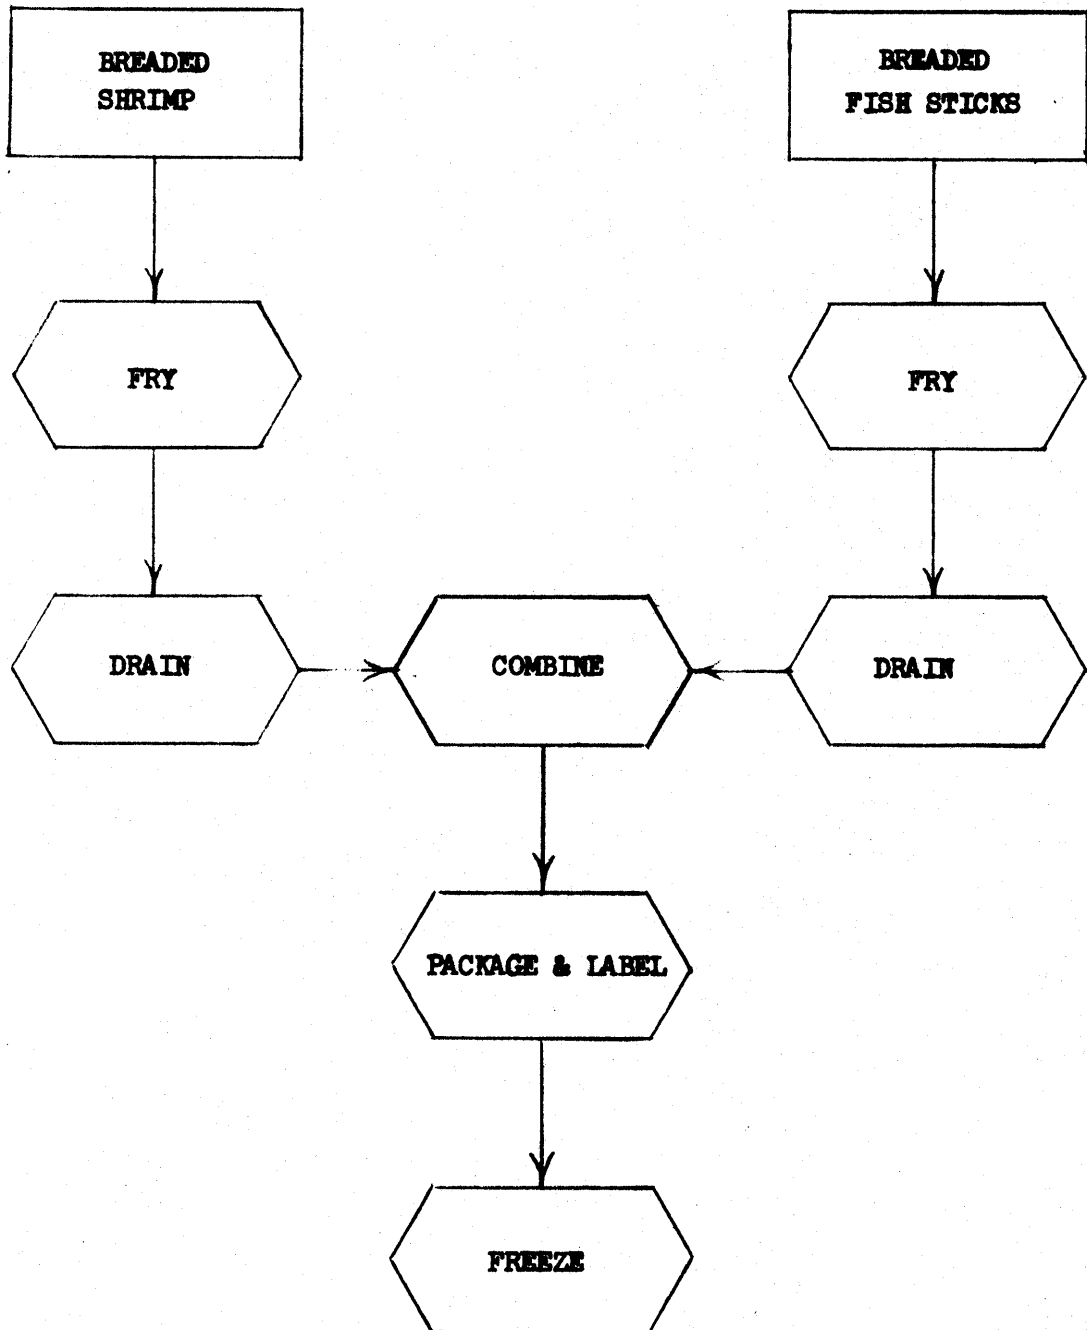 BREADED
SHRIMP
BREADED
FISH STICKS
FRY
FRY
DRAIN
COMBINE
DRAIN
PACKAGE & LABEL
FREEZE